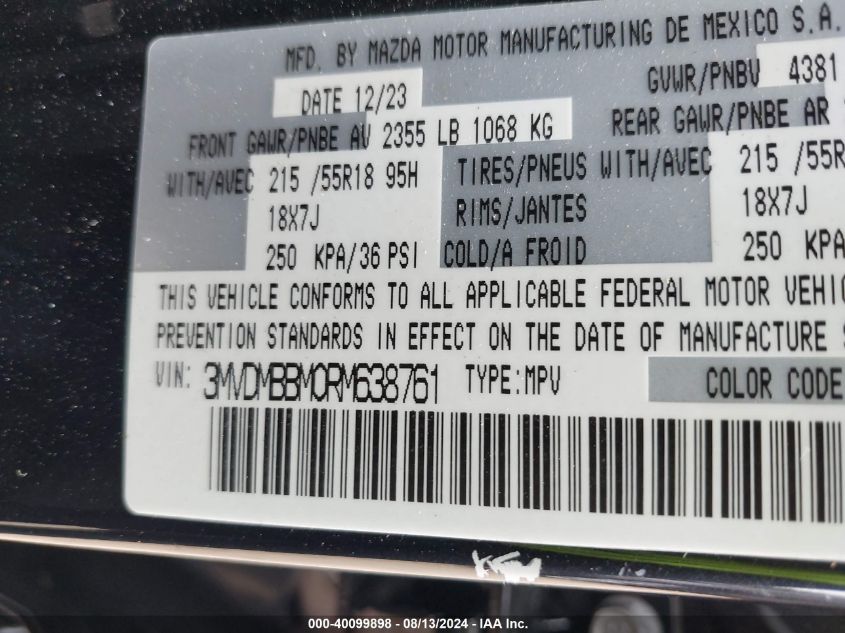 MFD. BY MAZDA MOTOR MANUFACTURING DE MEXICO S.A.
DATE 12/23 GVWR/PNBV 4381
FRONT GAWR/PNBE AV 2355 LB 1068 KG REAR GAWR/PNBE AR
WITH/AVEC 215 /55R18 95H TIRES/PNEUS WITH/AVEC 215 /55R
18X7J RIMS/JANTES 18X7J
250 KPA/36 PSI COLD/A FROID 250 KPA
THIS VEHICLE CONFORMS TO ALL APPLICABLE FEDERAL MOTOR VEHIC
PREVENTION STANDARDS IN EFFECT ON THE DATE OF MANUFACTURE
VIN: 3MVDMBBM0RM638761 TYPE:MPV COLOR CODE
000-40099898 - 08/13/2024 - IAA Inc.